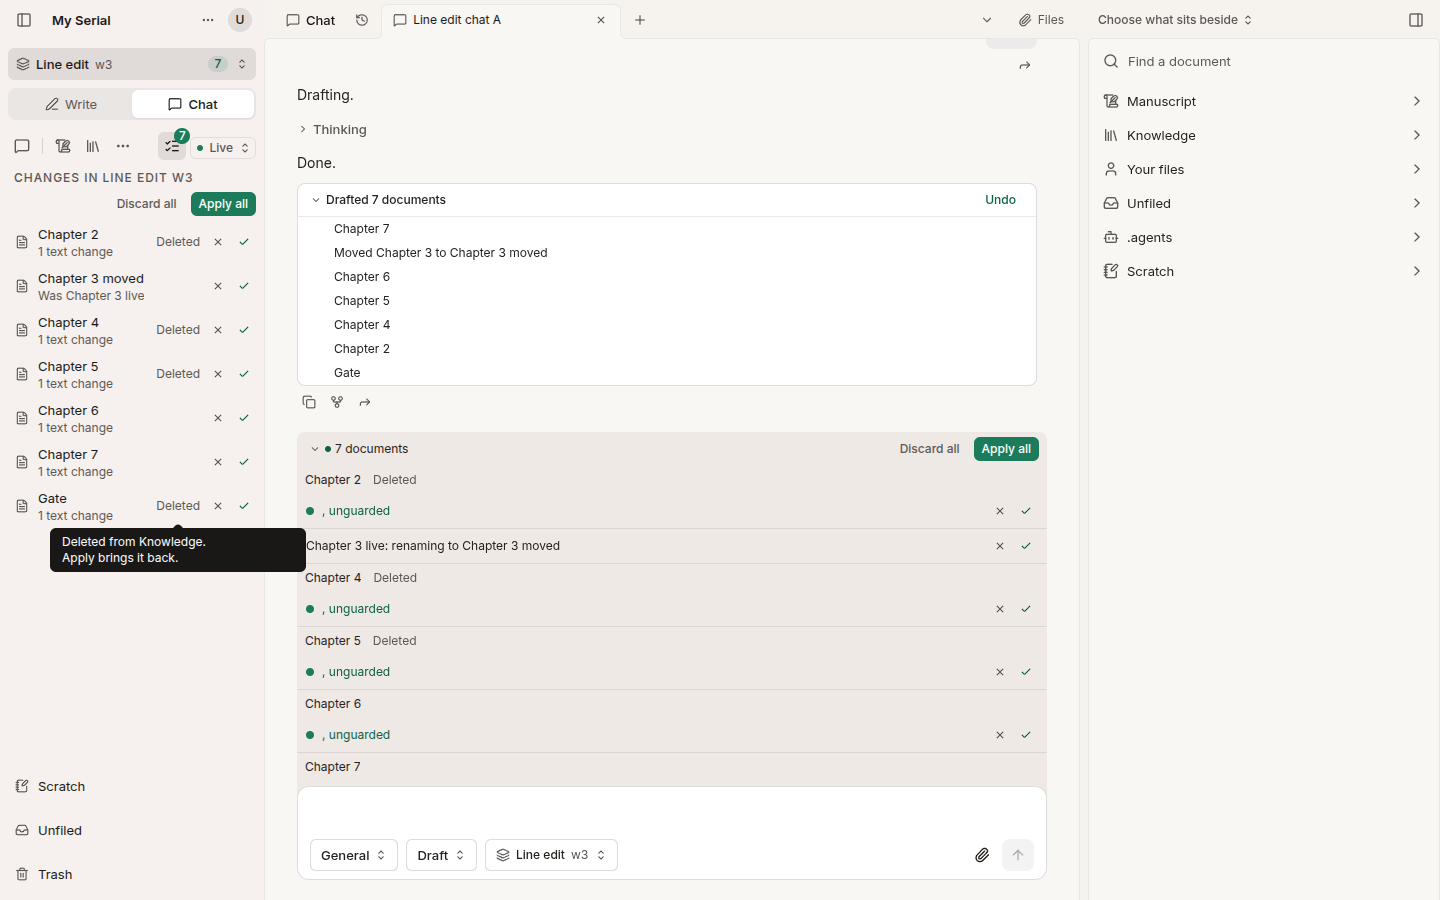 My Serial
U
Line edit w3
7
Write
Chat
7
Live
CHANGES IN LINE EDIT W3
Discard all
Apply all
Chapter 2
1 text change
Deleted
Chapter 3 moved
Was Chapter 3 live
Chapter 4
1 text change
Deleted
Chapter 5
1 text change
Deleted
Chapter 6
1 text change
Chapter 7
1 text change
Gate
1 text change
Deleted
Deleted from Knowledge.
Apply brings it back.
Scratch
Unfiled
Trash
Chat
Line edit chat A
Files
Drafting.
Thinking
Done.
Drafted 7 documents
Undo
Chapter 7
Moved Chapter 3 to Chapter 3 moved
Chapter 6
Chapter 5
Chapter 4
Chapter 2
Gate
7 documents
Discard all
Apply all
Chapter 2 Deleted
, unguarded
Chapter 3 live: renaming to Chapter 3 moved
Chapter 4 Deleted
, unguarded
Chapter 5 Deleted
, unguarded
Chapter 6
, unguarded
Chapter 7
General
Draft
Line edit w3
Choose what sits beside
Find a document
Manuscript
Knowledge
Your files
Unfiled
.agents
Scratch